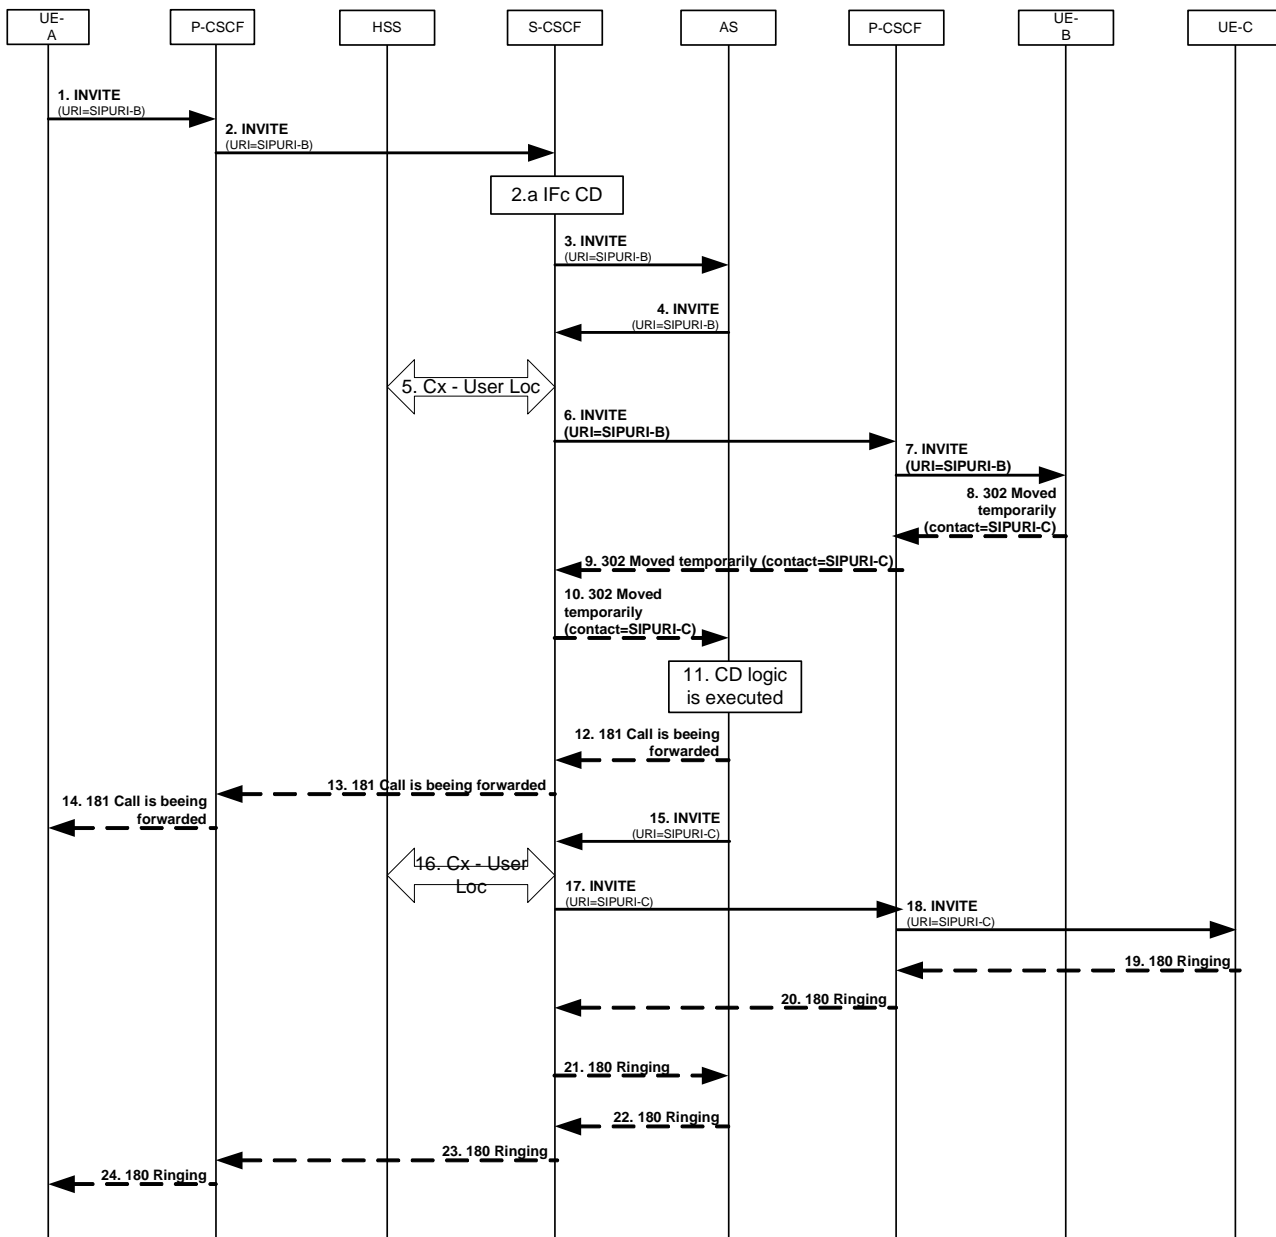 UE-
A
P-CSCF
HSS
S-CSCF
AS
P-CSCF
UE-
B
UE-C
1. INVITE
(URI=SIPURI-B)
2. INVITE
(URI=SIPURI-B)
2.a IFc CD
3. INVITE
(URI=SIPURI-B)
4. INVITE
(URI=SIPURI-B)
5. Cx - User Loc
6. INVITE
(URI=SIPURI-B)
7. INVITE
(URI=SIPURI-B)
8. 302 Moved
temporarily
(contact=SIPURI-C)
9. 302 Moved temporarily (contact=SIPURI-C)
10. 302 Moved
temporarily
(contact=SIPURI-C)
11. CD logic
is executed
12. 181 Call is beeing
forwarded
13. 181 Call is beeing forwarded
14. 181 Call is beeing
forwarded
15. INVITE
(URI=SIPURI-C)
16. Cx - User
Loc
17. INVITE
(URI=SIPURI-C)
18. INVITE
(URI=SIPURI-C)
19. 180 Ringing
20. 180 Ringing
21. 180 Ringing
22. 180 Ringing
23. 180 Ringing
24. 180 Ringing